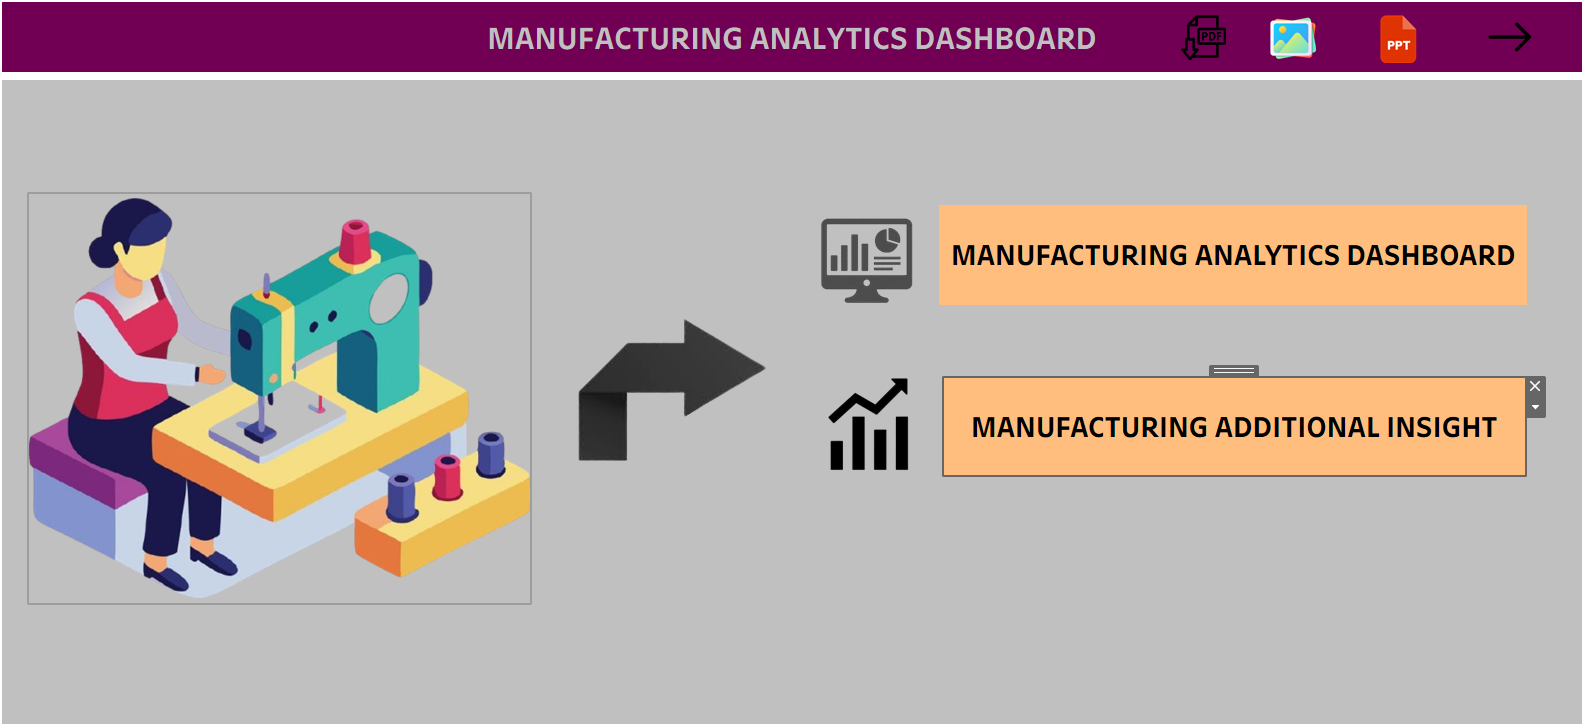 MANUFACTURING ANALYTICS DASHBOARD
PDF
PPT
MANUFACTURING ANALYTICS DASHBOARD
MANUFACTURING ADDITIONAL INSIGHT